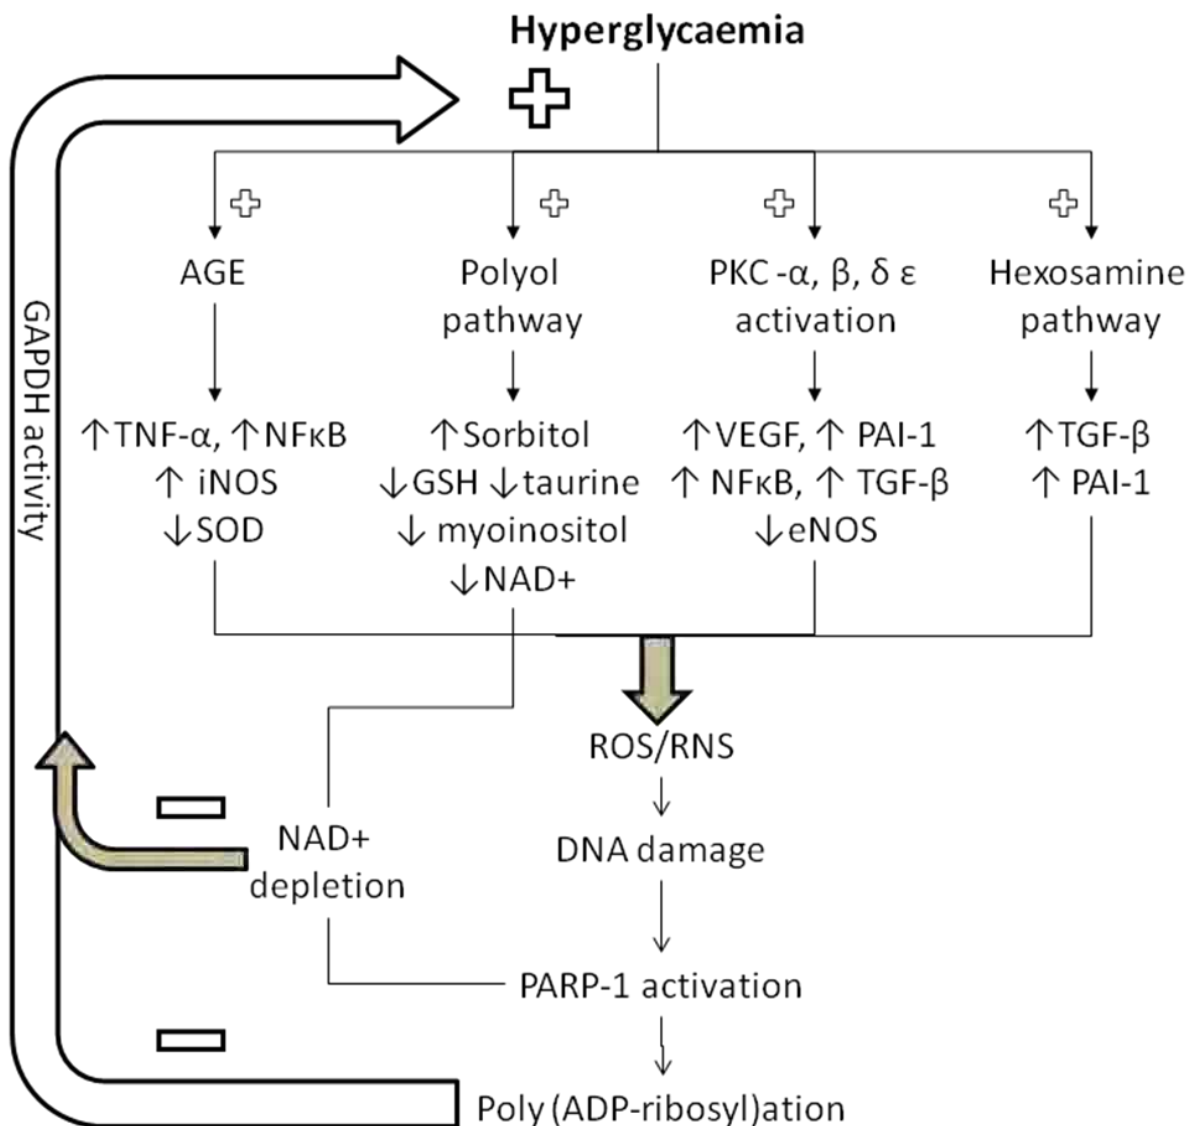 Hyperglycaemia
AGE
Polyol
pathway
PKC -α, β, δ ε
activation
Hexosamine
pathway
GAPDH activity
↑TNF-α, ↑NFκB
↑ iNOS
↓SOD
↑Sorbitol
↓GSH ↓taurine
↓ myoinositol
↓NAD+
↑VEGF, ↑ PAI-1
↑ NFκB, ↑ TGF-β
↓eNOS
↑TGF-β
↑ PAI-1
ROS/RNS
NAD+
depletion
DNA damage
PARP-1 activation
Poly (ADP-ribosyl)ation